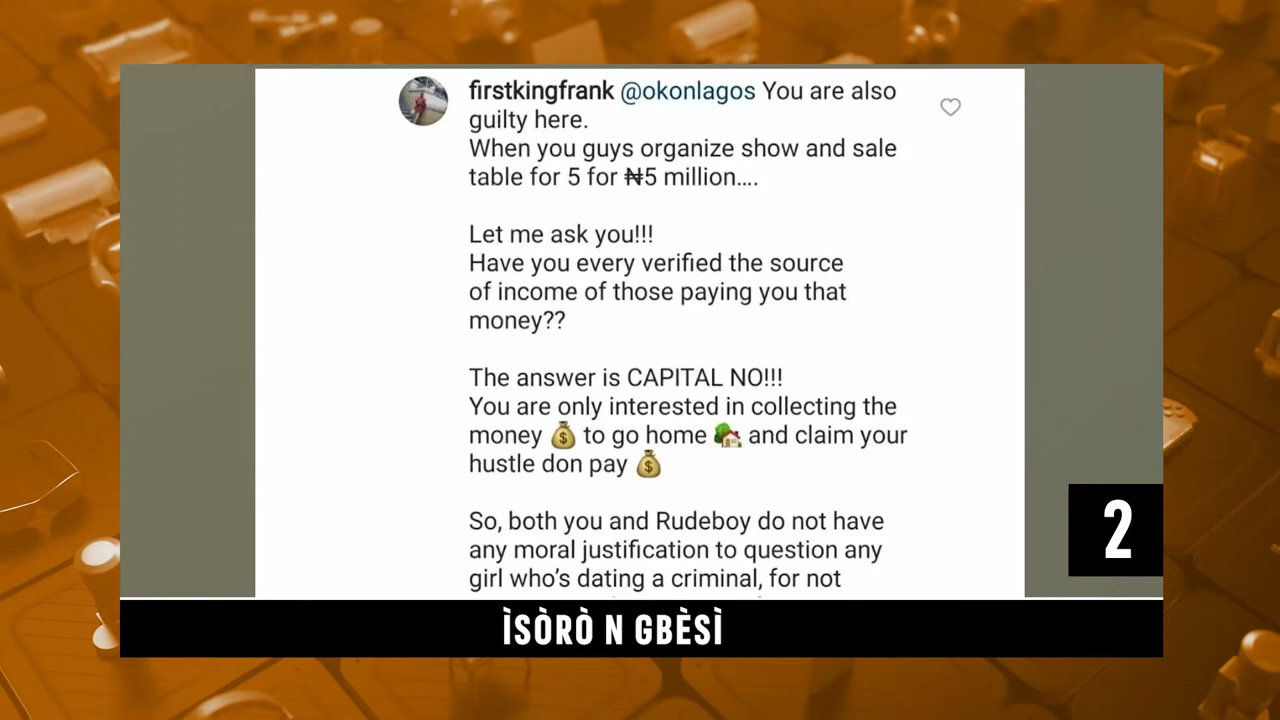 firstkingfrank @okonlagos You are also
guilty here.
When you guys organize show and sale
table for 5 for ₦5 million....
Let me ask you!!!
Have you every verified the source
of income of those paying you that
money??
The answer is CAPITAL NO!!!
You are only interested in collecting the
money 💰 to go home 🏡 and claim your
hustle don pay 💰
So, both you and Rudeboy do not have
any moral justification to question any
girl who's dating a criminal, for not
2
ÌSÒRÒ N GBÈSÌ